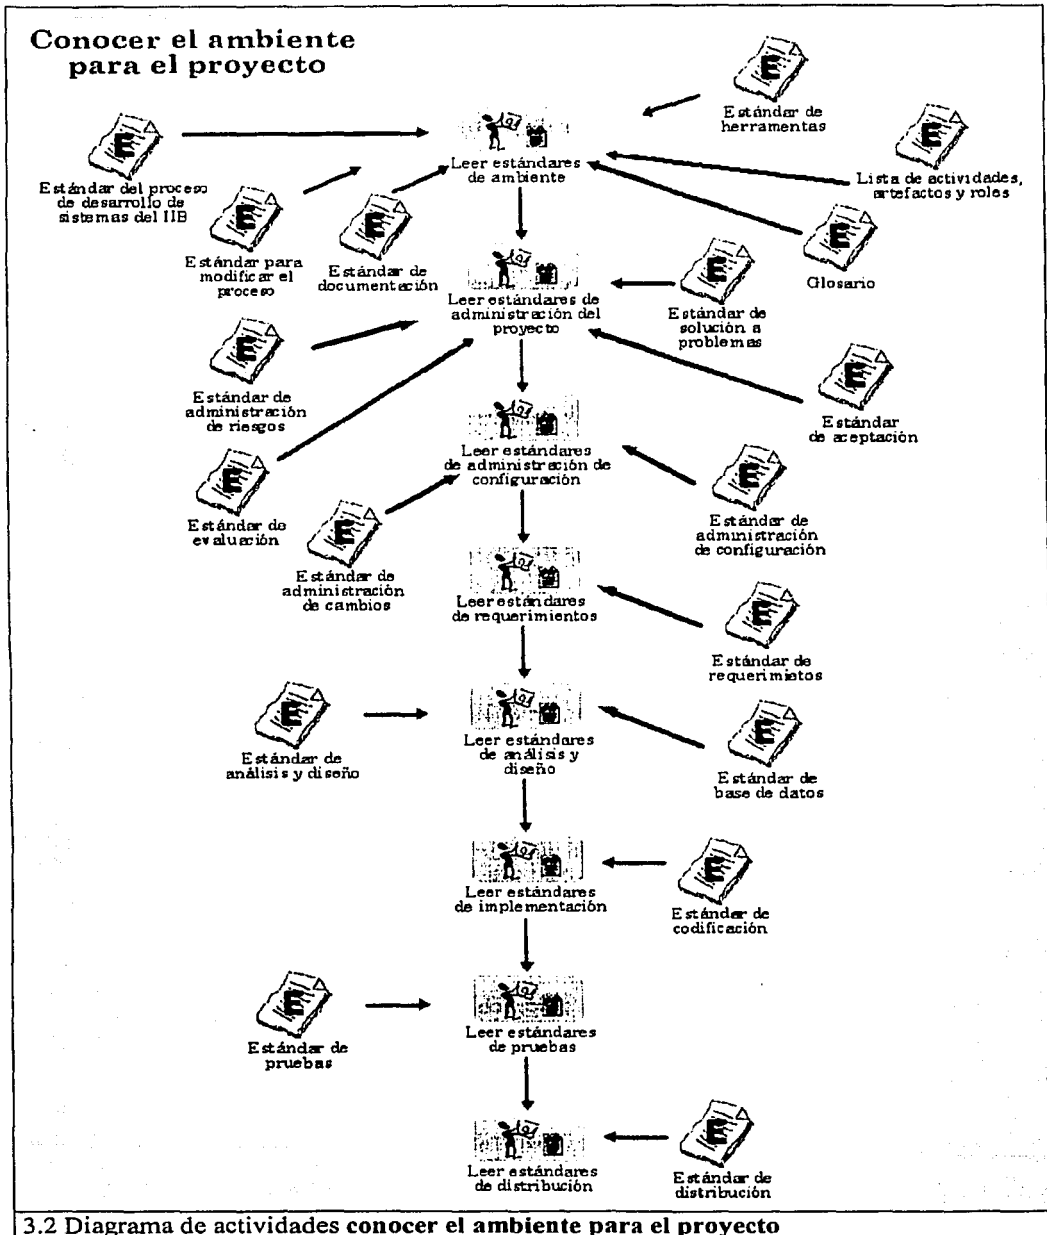 Conocer el ambiente
para el proyecto
Estándar de
herramentas
Estándar del proceso
de desarrollo de
sistemas del IIB
Leer estándares
de ambiente
Lista de actividades,
artefactos y roles
Estándar para
modificar el
proceso
Estándar de
documentación
Glosario
Leer estándares de
administración del
proyecto
Estándar de
solución a
problemas
Estándar de
administración
de riesgos
Estándar
de aceptación
Leer estándares
de administración de
configuración
Estándar de
evaluación
Estándar de
administración
de configuración
Estándar de
administración
de cambios
Leer estándares
de requerimientos
Estándar de
requerimietos
Estándar de
análisis y diseño
Leer estándares
de análisis y
diseño
Estándar de
base de datos
Leer estándares
de implementación
Estándar de
codificación
Estándar de
pruebas
Leer estándares
de pruebas
Leer estándares
de distribución
Estándar de
distribución
3.2 Diagrama de actividades conocer el ambiente para el proyecto